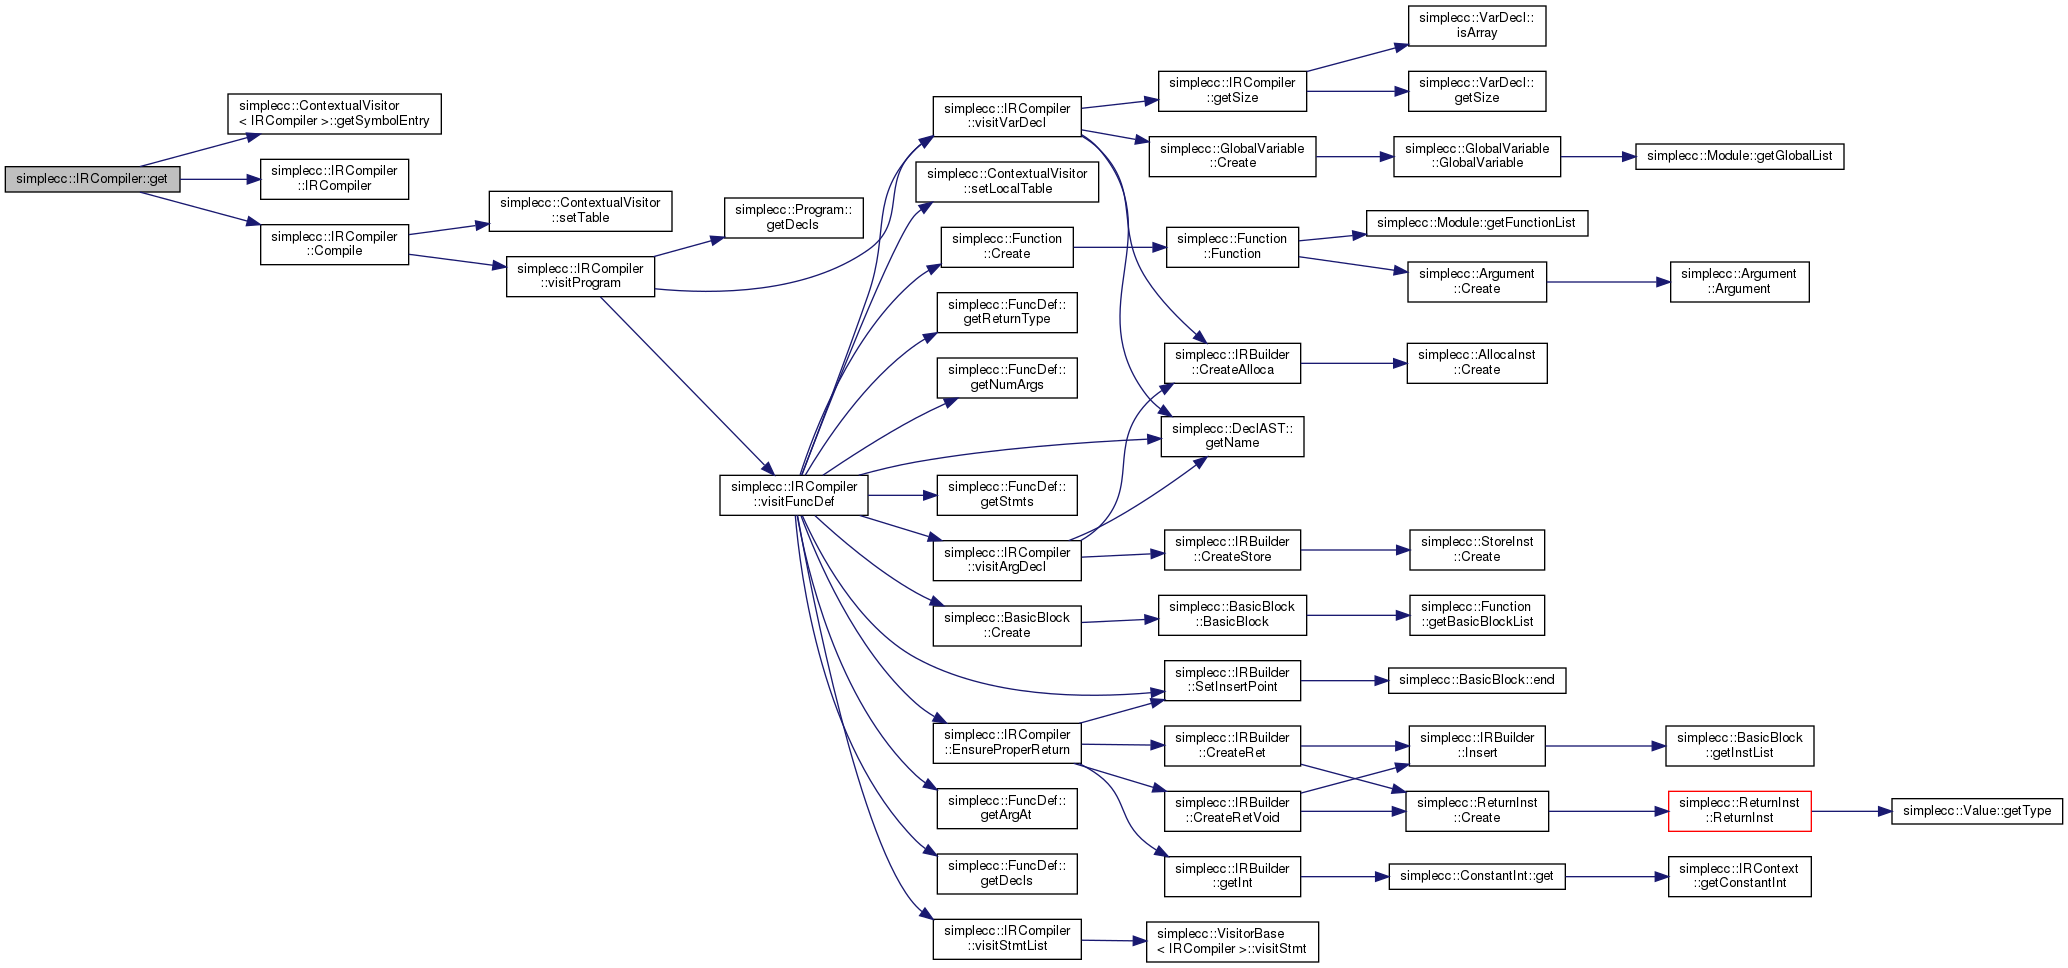 simplecc::IRCompiler::get
simplecc::ContextualVisitor
< IRCompiler >::getSymbolEntry
simplecc::IRCompiler
::IRCompiler
simplecc::IRCompiler
::Compile
simplecc::ContextualVisitor
::setTable
simplecc::IRCompiler
::visitProgram
simplecc::Program::
getDecls
simplecc::IRCompiler
::visitFuncDef
simplecc::IRCompiler
::visitVarDecl
simplecc::ContextualVisitor
::setLocalTable
simplecc::Function
::Create
simplecc::FuncDef::
getReturnType
simplecc::FuncDef::
getNumArgs
simplecc::FuncDef::
getStmts
simplecc::IRCompiler
::visitArgDecl
simplecc::BasicBlock
::Create
simplecc::IRCompiler
::EnsureProperReturn
simplecc::FuncDef::
getArgAt
simplecc::FuncDef::
getDecls
simplecc::IRCompiler
::visitStmtList
simplecc::IRCompiler
::getSize
simplecc::GlobalVariable
::Create
simplecc::Function
::Function
simplecc::IRBuilder
::CreateAlloca
simplecc::DeclAST::
getName
simplecc::IRBuilder
::CreateStore
simplecc::BasicBlock
::BasicBlock
simplecc::IRBuilder
::SetInsertPoint
simplecc::IRBuilder
::CreateRet
simplecc::IRBuilder
::CreateRetVoid
simplecc::IRBuilder
::getInt
simplecc::VisitorBase
< IRCompiler >::visitStmt
simplecc::VarDecl::
isArray
simplecc::VarDecl::
getSize
simplecc::GlobalVariable
::GlobalVariable
simplecc::Module::getFunctionList
simplecc::Argument
::Create
simplecc::AllocaInst
::Create
simplecc::StoreInst
::Create
simplecc::Function
::getBasicBlockList
simplecc::BasicBlock::end
simplecc::IRBuilder
::Insert
simplecc::ReturnInst
::Create
simplecc::ConstantInt::get
simplecc::Module::getGlobalList
simplecc::Argument
::Argument
simplecc::BasicBlock
::getInstList
simplecc::ReturnInst
::ReturnInst
simplecc::IRContext
::getConstantInt
simplecc::Value::getType